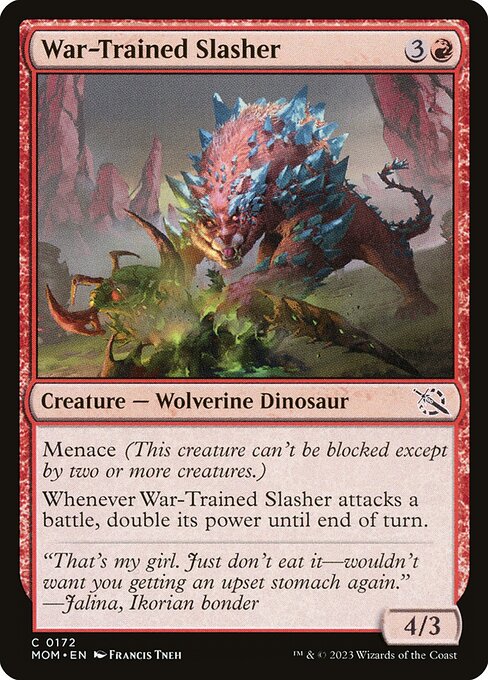 War-Trained Slasher 3
Creature — Wolverine Dinosaur
Menace (This creature can't be blocked except
by two or more creatures.)
Whenever War-Trained Slasher attacks a
battle, double its power until end of turn.
"That's my girl. Just don't eat it—wouldn't
want you getting an upset stomach again."
—Jalina, Ikorian bonder
4/3
C 0172
MOM • EN Francis Tneh
™ & © 2023 Wizards of the Coast